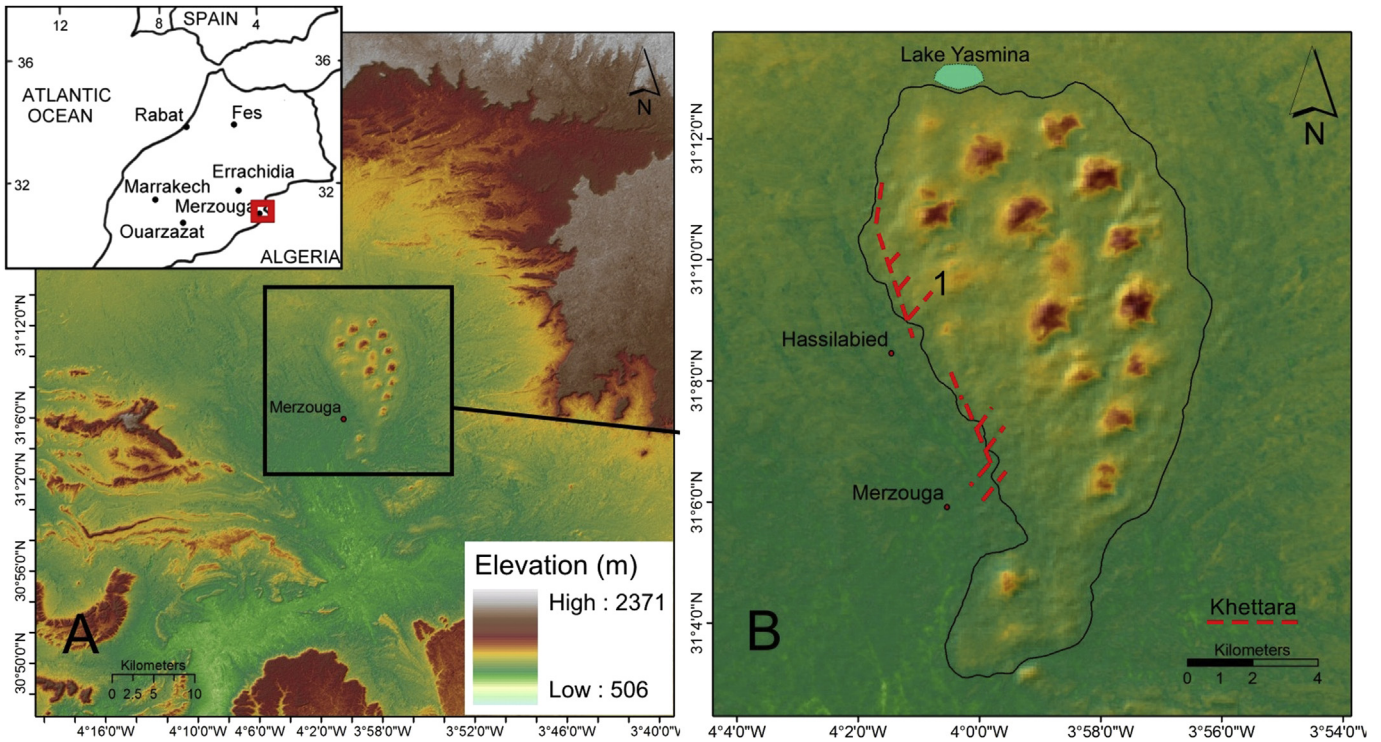 12
8
SPAIN
4
36
36
ATLANTIC
OCEAN
Rabat
Fes
Errachidia
32
32
Marrakech
Merzouga
Ouarzazat
ALGERIA
N
31°12'0"N
31°6'0"N
31°2'0"N
30°56'0"N
30°50'0"N
Merzouga
A
Kilometers
0 2.5 5 10
Elevation (m)
High : 2371
Low : 506
4°16'0"W
4°10'0"W
4°6'0"W
4°2'0"W
3°58'0"W
3°52'0"W
3°46'0"W
3°40'0"W
Lake Yasmina
N
31°12'0"N
31°10'0"N
31°8'0"N
31°6'0"N
31°4'0"N
1
Hassilabied
Merzouga
B
Khettara
Kilometers
0 1 2 4
4°4'0"W
4°2'0"W
4°0'0"W
3°58'0"W
3°56'0"W
3°54'0"W